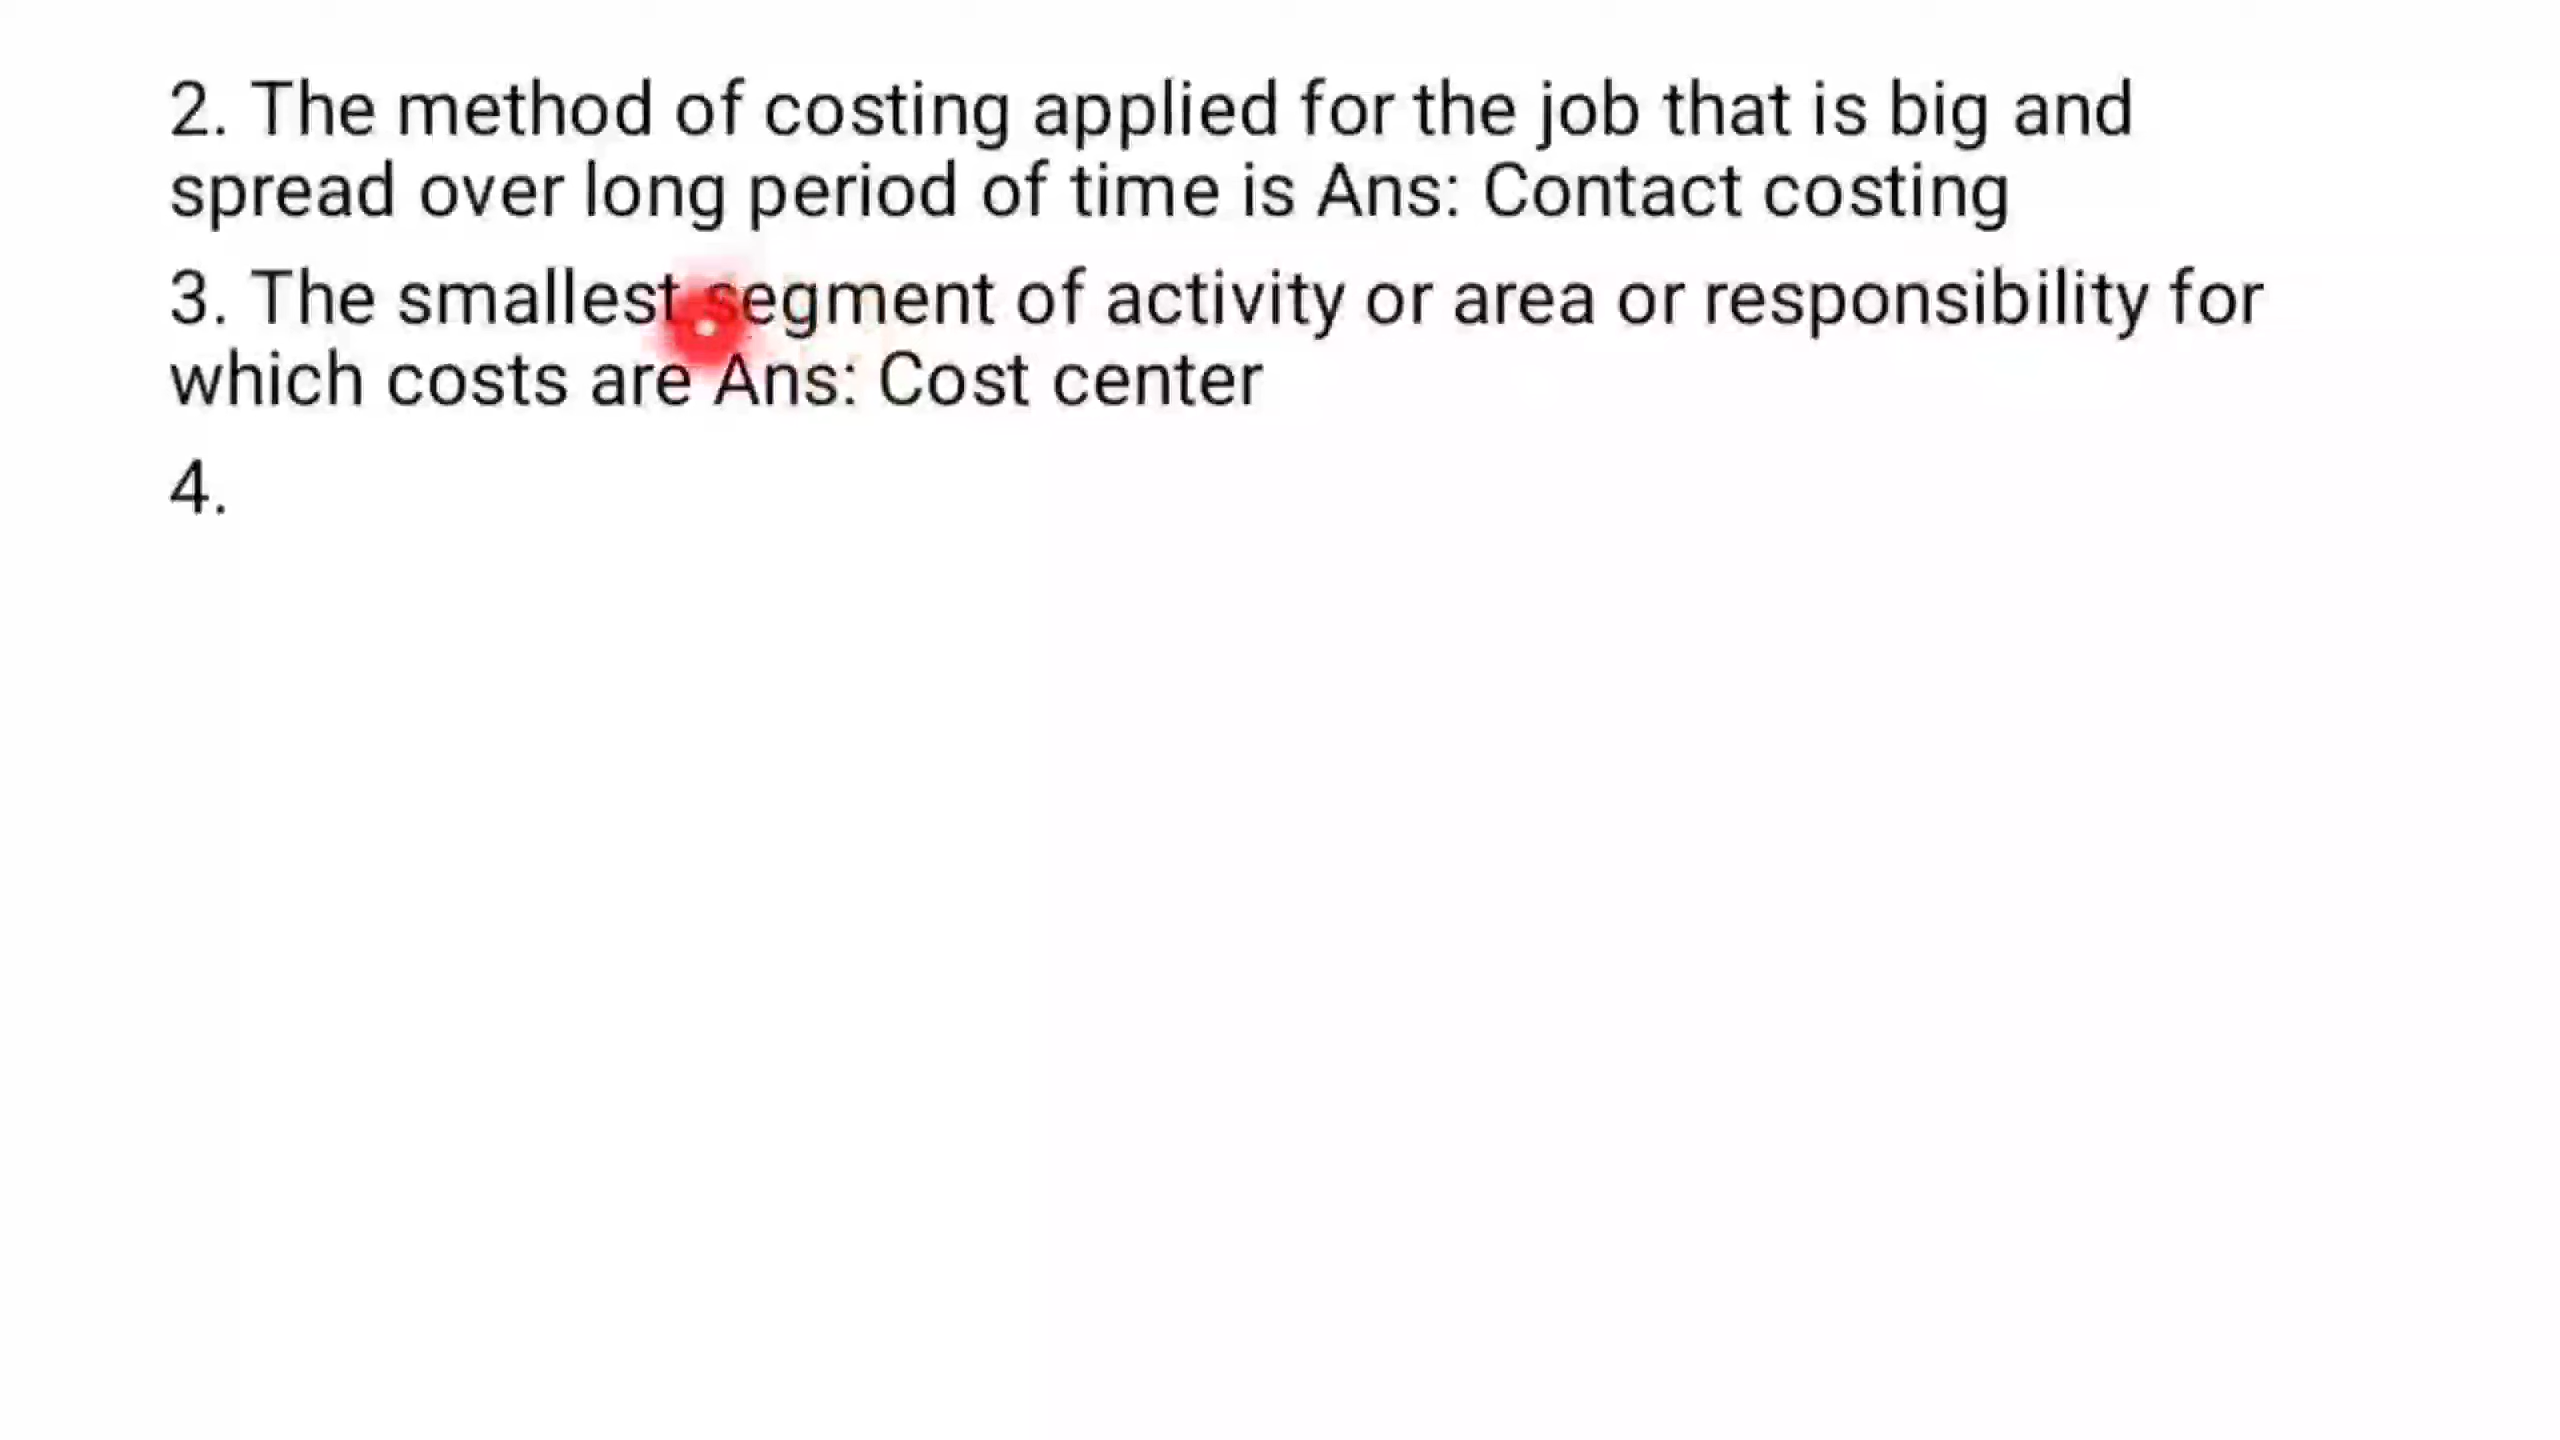 2. The method of costing applied for the job that is big and
spread over long period of time is Ans: Contact costing
3. The smallest segment of activity or area or responsibility for
which costs are Ans: Cost center
4.